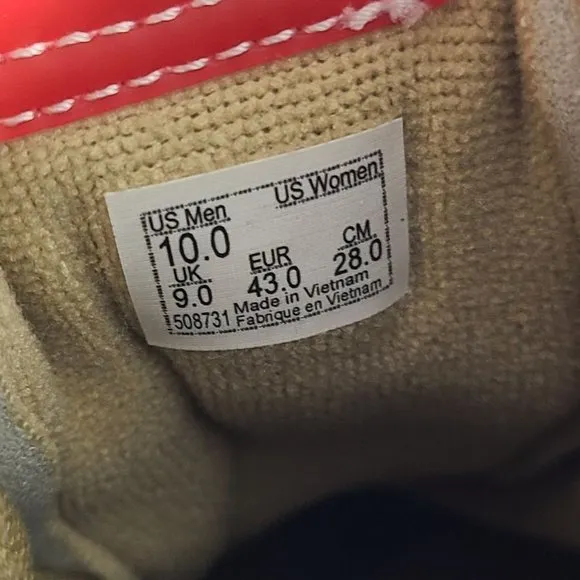 US Men US Women
10.0
UK EUR CM
9.0 43.0 28.0
508731 Made in Vietnam
Fabrique en Vietnam